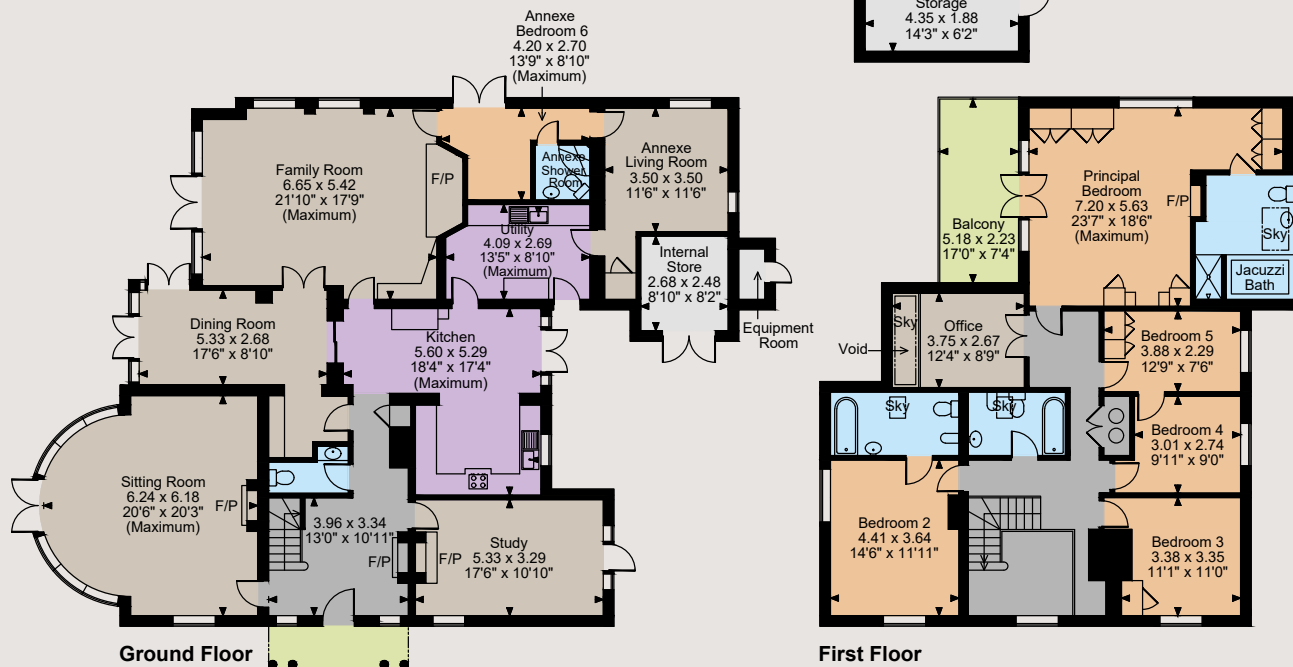 Storage
4.35 x 1.88
14'3" x 6'2"
Annexe
Bedroom 6
4.20 x 2.70
13'9" x 8'10"
(Maximum)
Family Room
6.65 x 5.42
21'10" x 17'9"
(Maximum)
F/P
Annexe
Shower
Room
Annexe
Living Room
3.50 x 3.50
11'6" x 11'6"
Utility
4.09 x 2.69
13'5" x 8'10"
(Maximum)
Internal
Store
2.68 x 2.48
8'10" x 8'2"
Equipment
Room
Dining Room
5.33 x 2.68
17'6" x 8'10"
Kitchen
5.60 x 5.29
18'4" x 17'4"
(Maximum)
Sitting Room
6.24 x 6.18
20'6" x 20'3"
(Maximum)
F/P
3.96 x 3.34
13'0" x 10'11"
F/P
F/P
Study
5.33 x 3.29
17'6" x 10'10"
Ground Floor
Principal
Bedroom
7.20 x 5.63
23'7" x 18'6"
(Maximum)
F/P
Balcony
5.18 x 2.23
17'0" x 7'4"
Sky
Jacuzzi
Bath
Sky
Void
Office
3.75 x 2.67
12'4" x 8'9"
Bedroom 5
3.88 x 2.29
12'9" x 7'6"
Sky
Sky
Bedroom 4
3.01 x 2.74
9'11" x 9'0"
Bedroom 2
4.41 x 3.64
14'6" x 11'11"
Bedroom 3
3.38 x 3.35
11'1" x 11'0"
First Floor